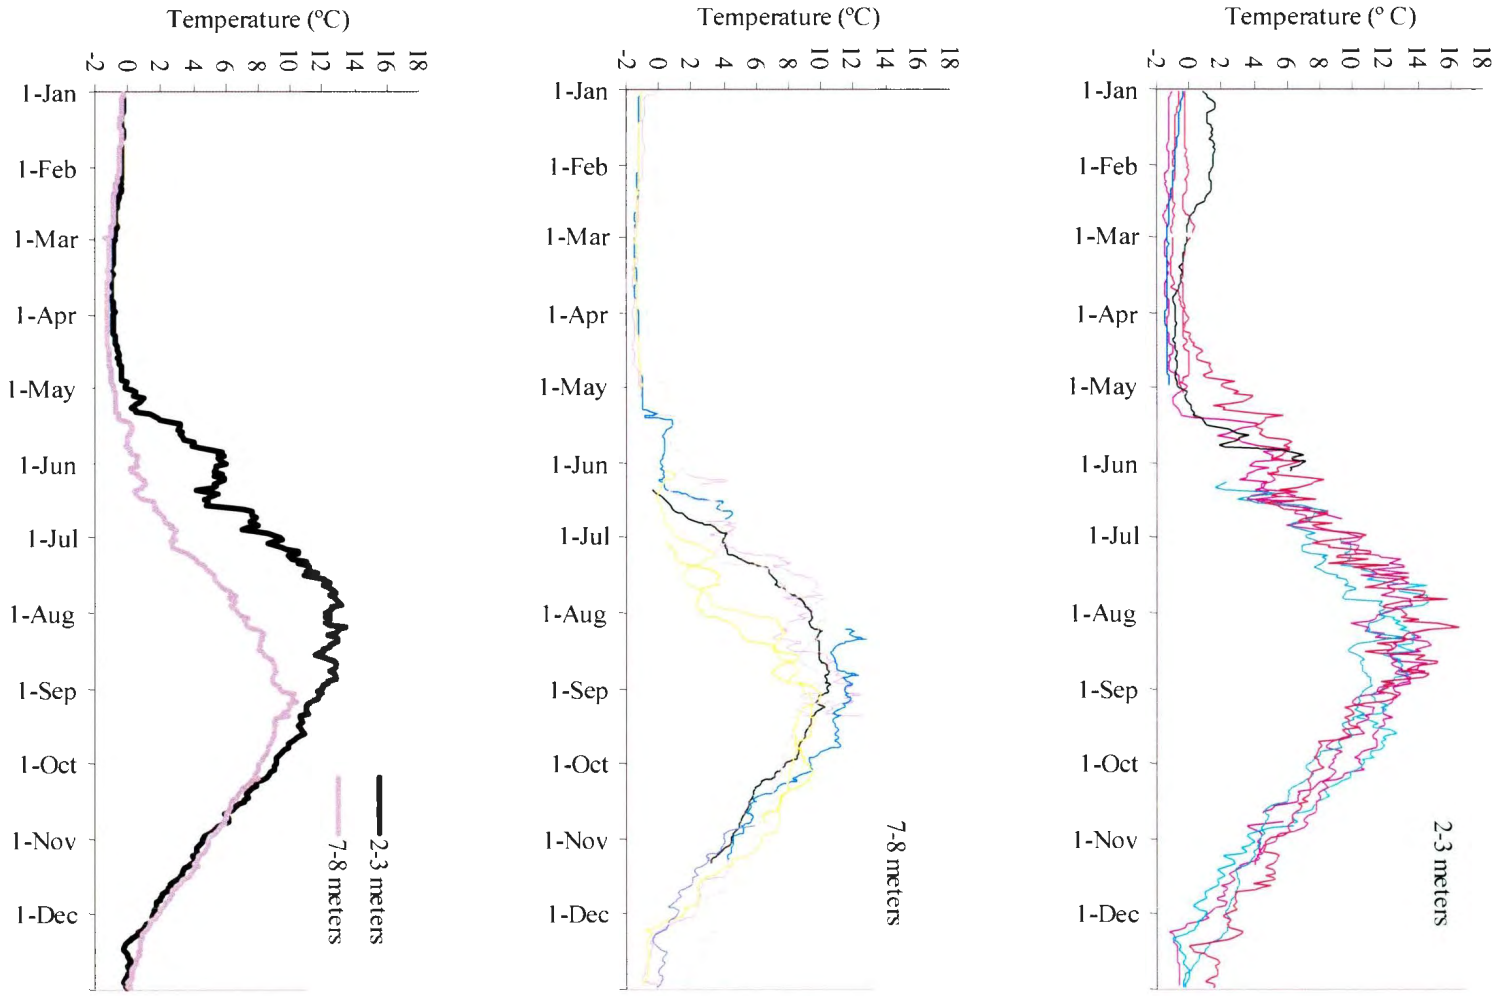 Temperature (ºC)
-2 0 2 4 6 8 10 12 14 16 18
1-Jan
1-Feb
1-Mar
1-Apr
1-May
1-Jun
1-Jul
1-Aug
1-Sep
1-Oct
1-Nov
1-Dec
2-3 meters
7-8 meters
Temperature (ºC)
-2 0 2 4 6 8 10 12 14 16 18
1-Jan
1-Feb
1-Mar
1-Apr
1-May
1-Jun
1-Jul
1-Aug
1-Sep
1-Oct
1-Nov
1-Dec
7-8 meters
Temperature (º C)
-2 0 2 4 6 8 10 12 14 16 18
1-Jan
1-Feb
1-Mar
1-Apr
1-May
1-Jun
1-Jul
1-Aug
1-Sep
1-Oct
1-Nov
1-Dec
2-3 meters